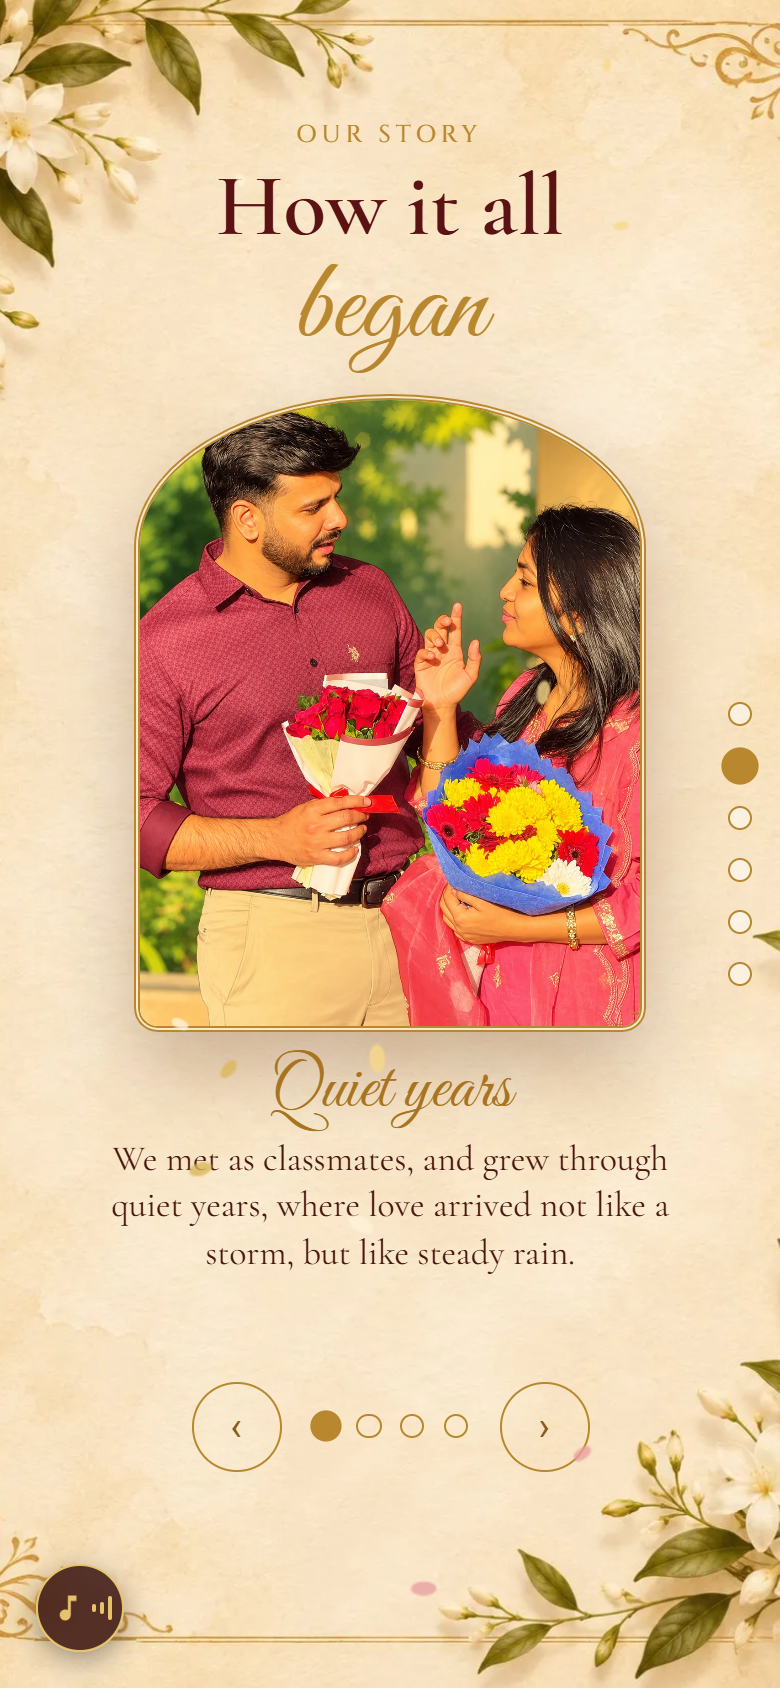 OUR STORY
How it all
began
Quiet years
We met as classmates, and grew through
quiet years, where love arrived not like a
storm, but like steady rain.